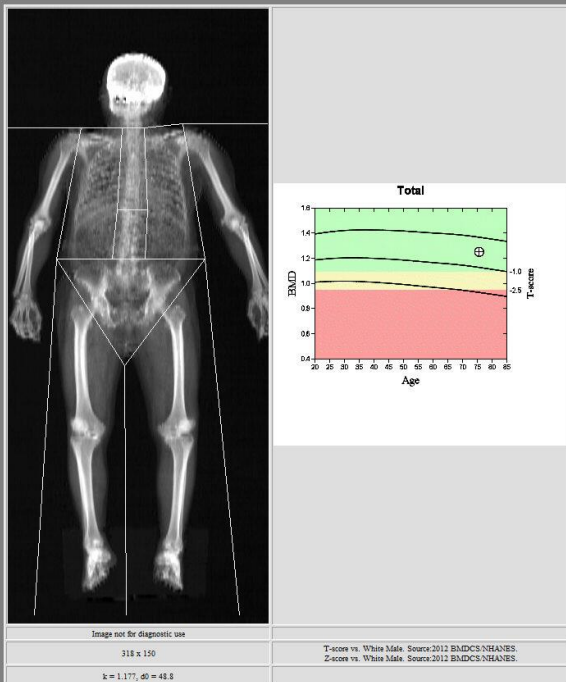 Total
1.6
1.4
1.2
1.0
0.8
0.6
0.4
BMD
-1.0
-2.5
T-score
20 25 30 35 40 45 50 55 60 65 70 75 80 85
Age
Image not for diagnostic use
318 x 150
T-score vs. White Male. Source:2012 BMDCS/NHANES.
Z-score vs. White Male. Source:2012 BMDCS/NHANES.
k = 1.177, d0 = 48.8